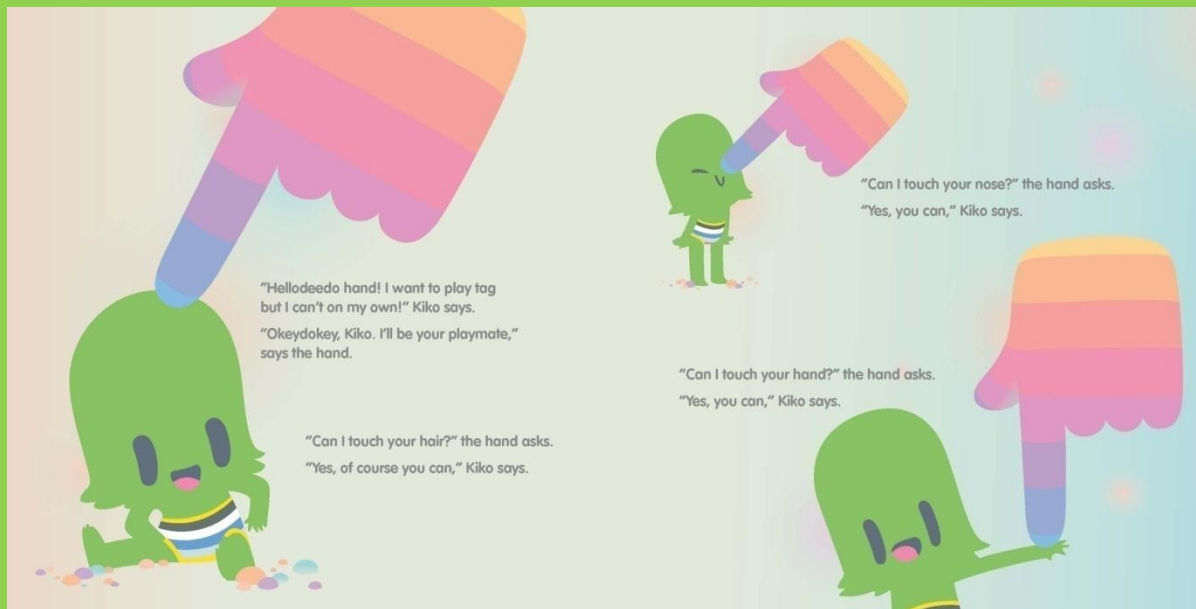 "Hellodeedo hand! I want to play tag
but I can't on my own!" Kiko says.
"Okeydokey, Kiko. I'll be your playmate,"
says the hand.
"Can I touch your hair?" the hand asks.
"Yes, of course you can," Kiko says.
"Can I touch your nose?" the hand asks.
"Yes, you can," Kiko says.
"Can I touch your hand?" the hand asks.
"Yes, you can," Kiko says.